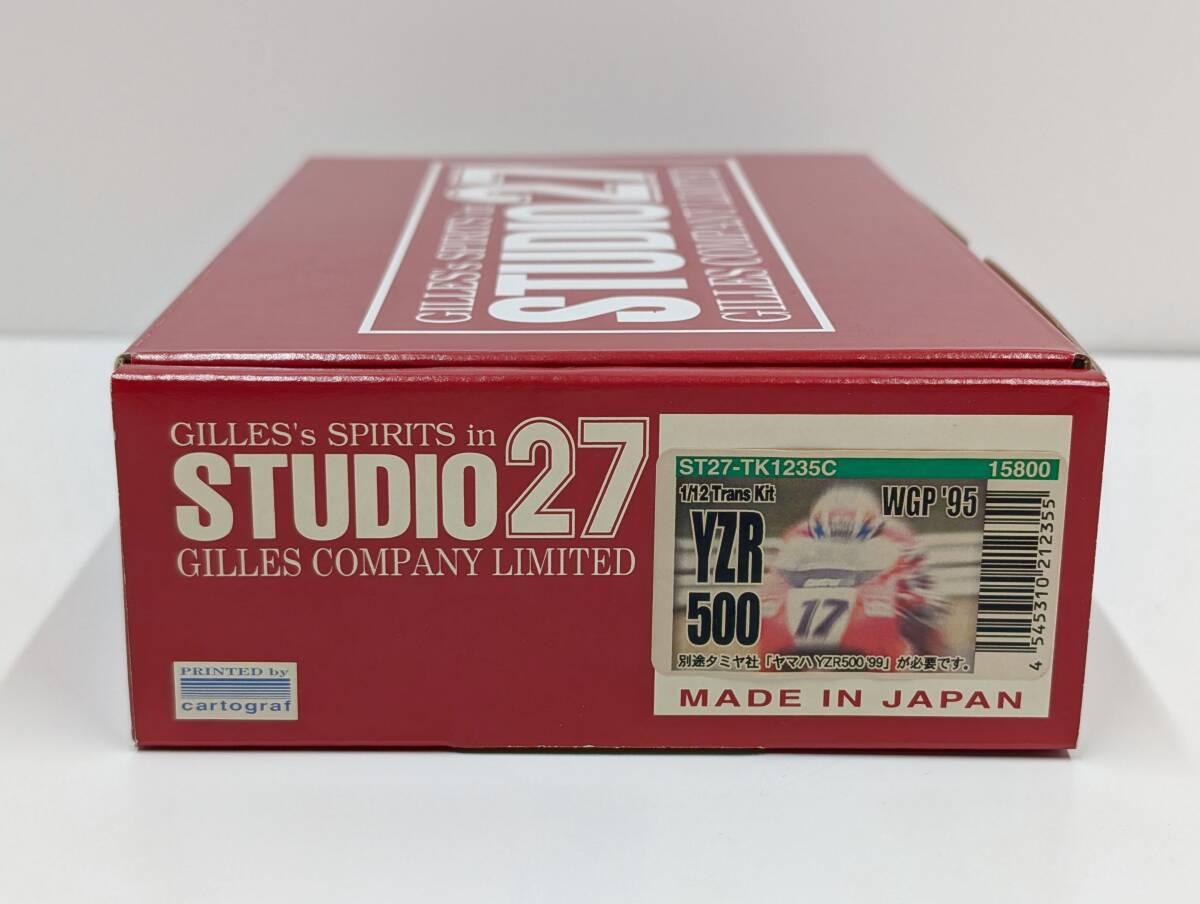 GILLES's SPIRITS in
STUDIO27
GILLES COMPANY LIMITED
GILLES's SPIRITS in
STUDIO27
GILLES COMPANY LIMITED
ST27-TK1235C 15800
1/12 Trans Kit
WGP '95
YZR
500
17
別途タミヤ社「ヤマハ YZR500 '99」が必要です。
4 545310 212355
MADE IN JAPAN
PRINTED by
cartograf